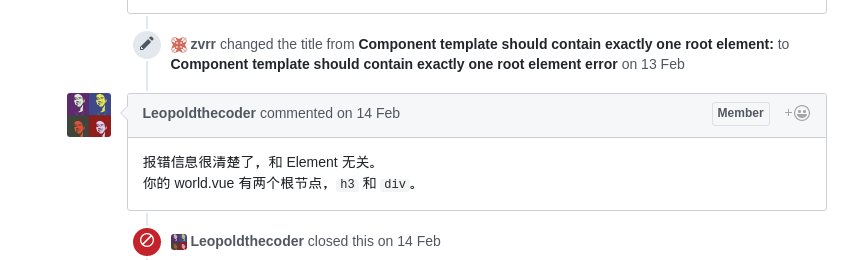 zvrr changed the title from Component template should contain exactly one root element: to
Component template should contain exactly one root element error on 13 Feb
Leopoldthecoder commented on 14 Feb Member +
报错信息很清楚了，和 Element 无关。
你的 world.vue 有两个根节点，h3 和 div。
Leopoldthecoder closed this on 14 Feb